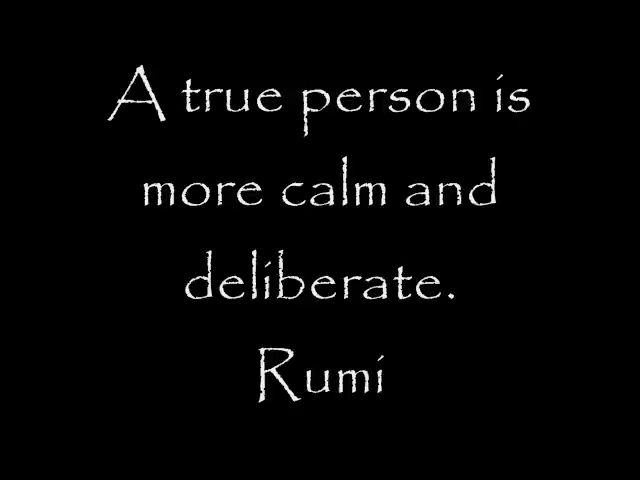 A true person is
more calm and
deliberate.
Rumi